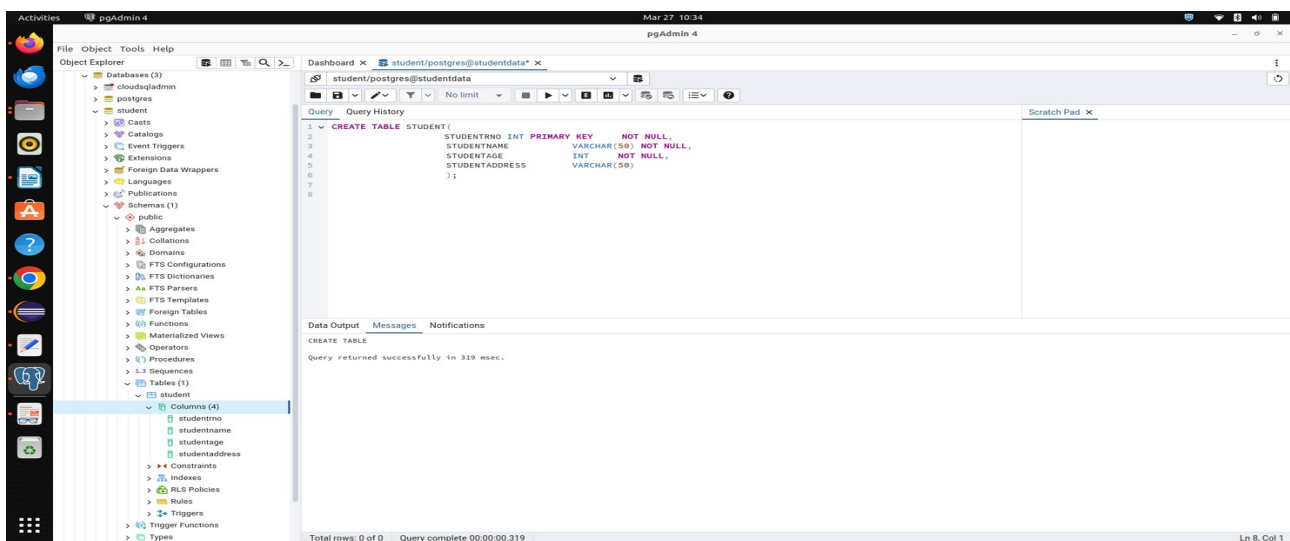 Activities pgAdmin 4 Mar 27 10:34
pgAdmin 4
File Object Tools Help
Object Explorer
Databases (3)
cloudsqladmin
postgres
student
Casts
Catalogs
Event Triggers
Extensions
Foreign Data Wrappers
Languages
Publications
Schemas (1)
public
Aggregates
Collations
Domains
FTS Configurations
FTS Dictionaries
Aa FTS Parsers
FTS Templates
Foreign Tables
Functions
Materialized Views
Operators
Procedures
1..3 Sequences
Tables (1)
student
Columns (4)
studentrno
studentname
studentage
studentaddress
Constraints
Indexes
RLS Policies
Rules
Triggers
Trigger Functions
Types
Dashboard × student/postgres@studentdata* ×
student/postgres@studentdata
No limit
Query Query History
1 CREATE TABLE STUDENT(
2 STUDENTRNO INT PRIMARY KEY NOT NULL,
3 STUDENTNAME VARCHAR(50) NOT NULL,
4 STUDENTAGE INT NOT NULL,
5 STUDENTADDRESS VARCHAR(50)
6 );
7
8
Scratch Pad ×
Data Output Messages Notifications
CREATE TABLE
Query returned successfully in 319 msec.
Total rows: 0 of 0 Query complete 00:00:00.319 Ln 8, Col 1